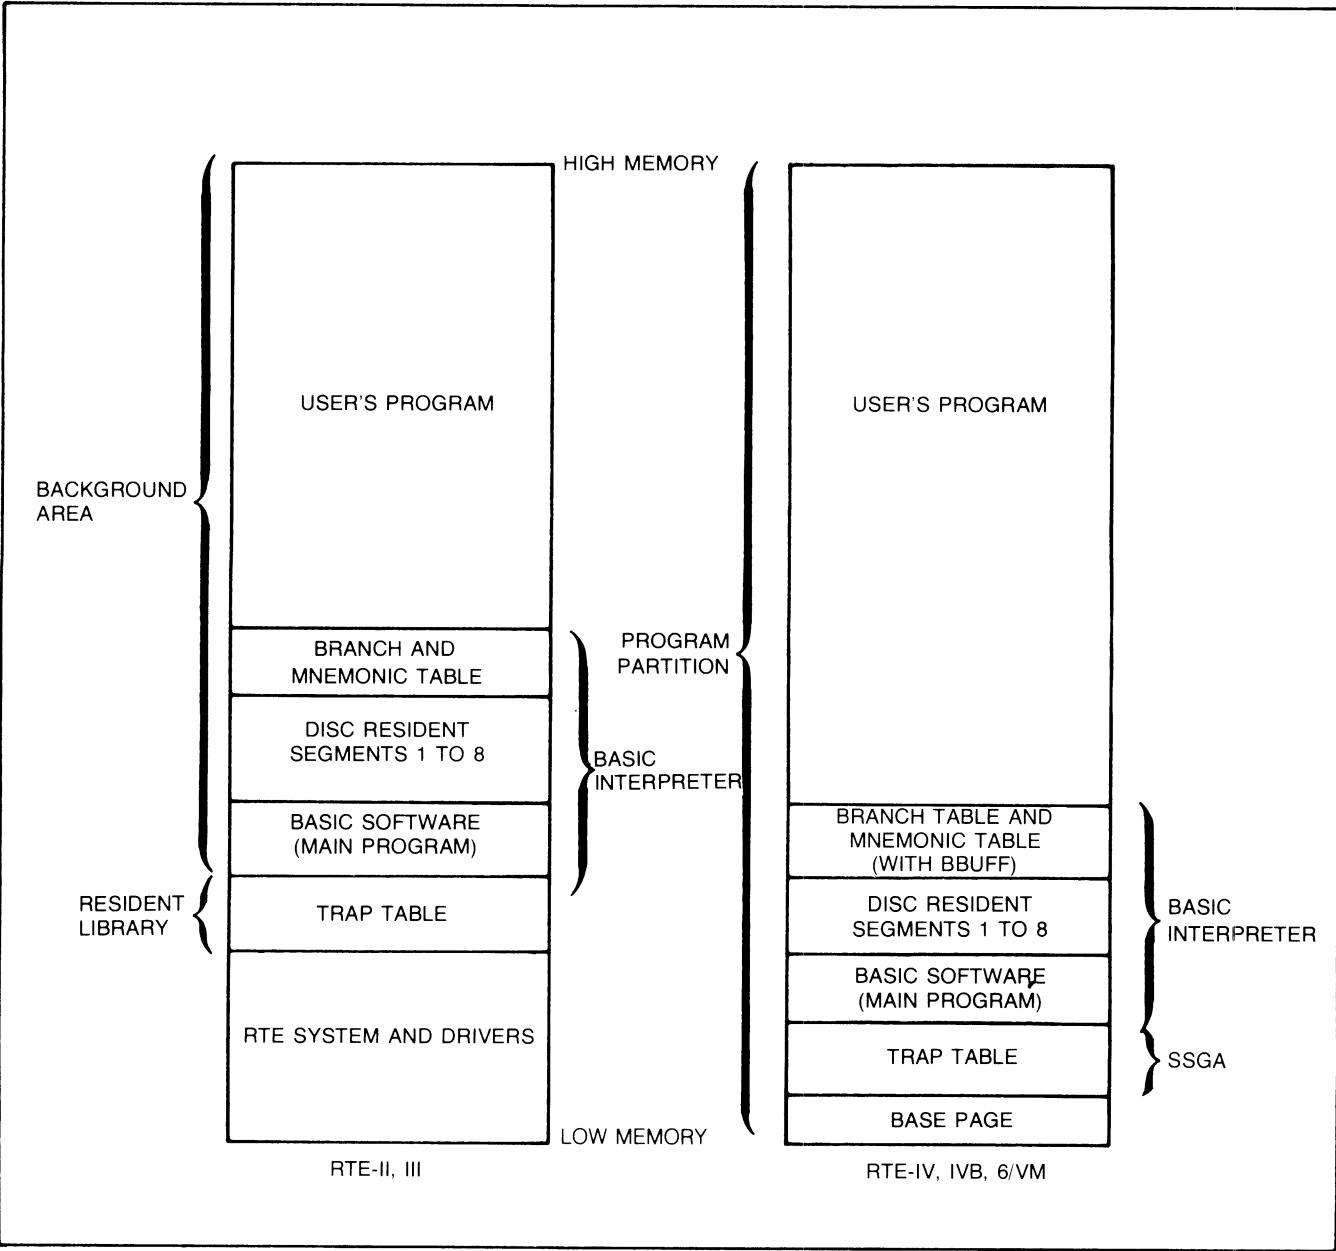 HIGH MEMORY
USER'S PROGRAM
BACKGROUND
AREA
BRANCH AND
MNEMONIC TABLE
DISC RESIDENT
SEGMENTS 1 TO 8
BASIC SOFTWARE
(MAIN PROGRAM)
BASIC
INTERPRETER
RESIDENT
LIBRARY
TRAP TABLE
RTE SYSTEM AND DRIVERS
LOW MEMORY
RTE-II, III
USER'S PROGRAM
PROGRAM
PARTITION
BRANCH TABLE AND
MNEMONIC TABLE
(WITH BBUFF)
DISC RESIDENT
SEGMENTS 1 TO 8
BASIC SOFTWARE
(MAIN PROGRAM)
BASIC
INTERPRETER
TRAP TABLE
SSGA
BASE PAGE
RTE-IV, IVB, 6/VM